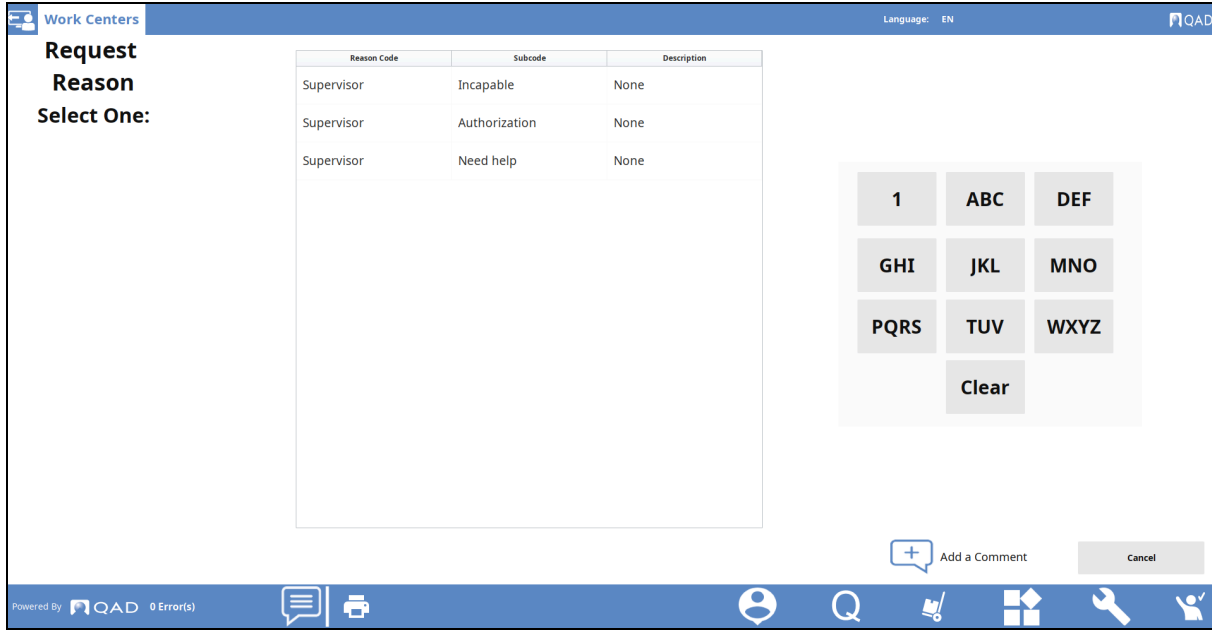 Work Centers
Language: EN
QAD
Request
Reason
Select One:
Reason Code Subcode Description
Supervisor Incapable None
Supervisor Authorization None
Supervisor Need help None
1 ABC DEF
GHI JKL MNO
PQRS TUV WXYZ
Clear
Add a Comment
Cancel
Powered By QAD 0 Error(s)
Q